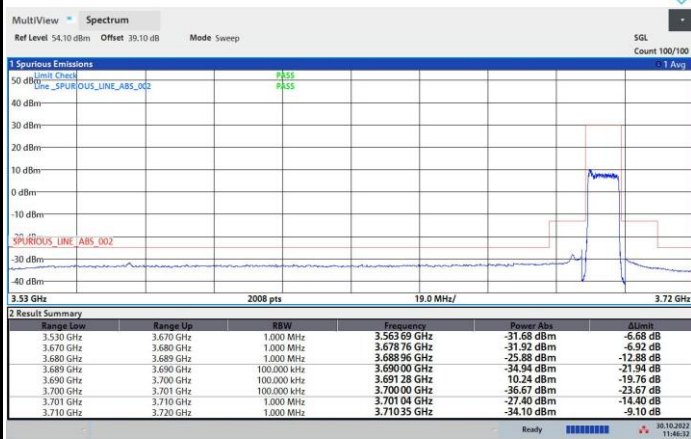 MultiView Spectrum
Ref Level 54.10 dBm Offset 39.10 dB Mode Sweep SGL
Count 100/100
1 Spurious Emissions 1 Avg
Limit Check PASS
50 dBm Line _SPURIOUS_LINE_ABS_002 PASS
40 dBm
30 dBm
20 dBm
10 dBm
0 dBm
-10 dBm
-20 dBm
SPURIOUS_LINE_ABS_002
-30 dBm
-40 dBm
3.53 GHz 2008 pts 19.0 MHz/ 3.72 GHz
2 Result Summary
Range Low Range Up RBW Frequency Power Abs ΔLimit
3.530 GHz 3.670 GHz 1.000 MHz 3.563 69 GHz -31.68 dBm -6.68 dB
3.670 GHz 3.680 GHz 1.000 MHz 3.678 76 GHz -31.92 dBm -6.92 dB
3.680 GHz 3.689 GHz 1.000 MHz 3.688 96 GHz -25.88 dBm -12.88 dB
3.689 GHz 3.690 GHz 100.000 kHz 3.690 00 GHz -34.94 dBm -21.94 dB
3.690 GHz 3.700 GHz 100.000 kHz 3.691 28 GHz 10.24 dBm -19.76 dB
3.700 GHz 3.701 GHz 100.000 kHz 3.700 00 GHz -36.67 dBm -23.67 dB
3.701 GHz 3.710 GHz 1.000 MHz 3.701 04 GHz -27.40 dBm -14.40 dB
3.710 GHz 3.720 GHz 1.000 MHz 3.710 35 GHz -34.10 dBm -9.10 dB
Ready 30.10.2022
11:46:32